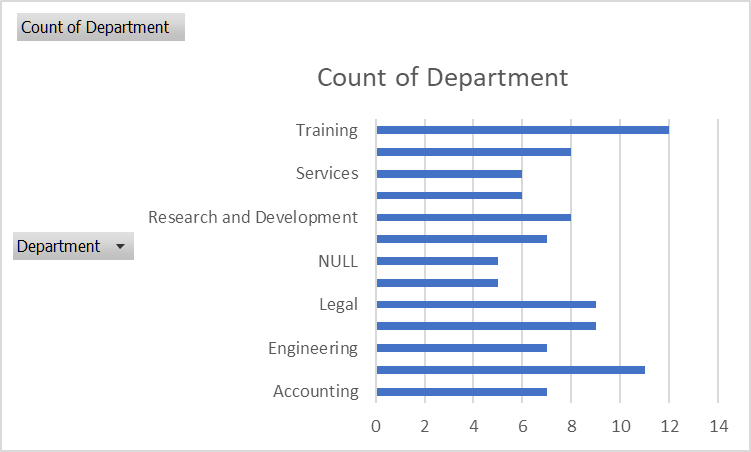 Count of Department
Count of Department
Training
Services
Research and Development
Department
NULL
Legal
Engineering
Accounting
0 2 4 6 8 10 12 14